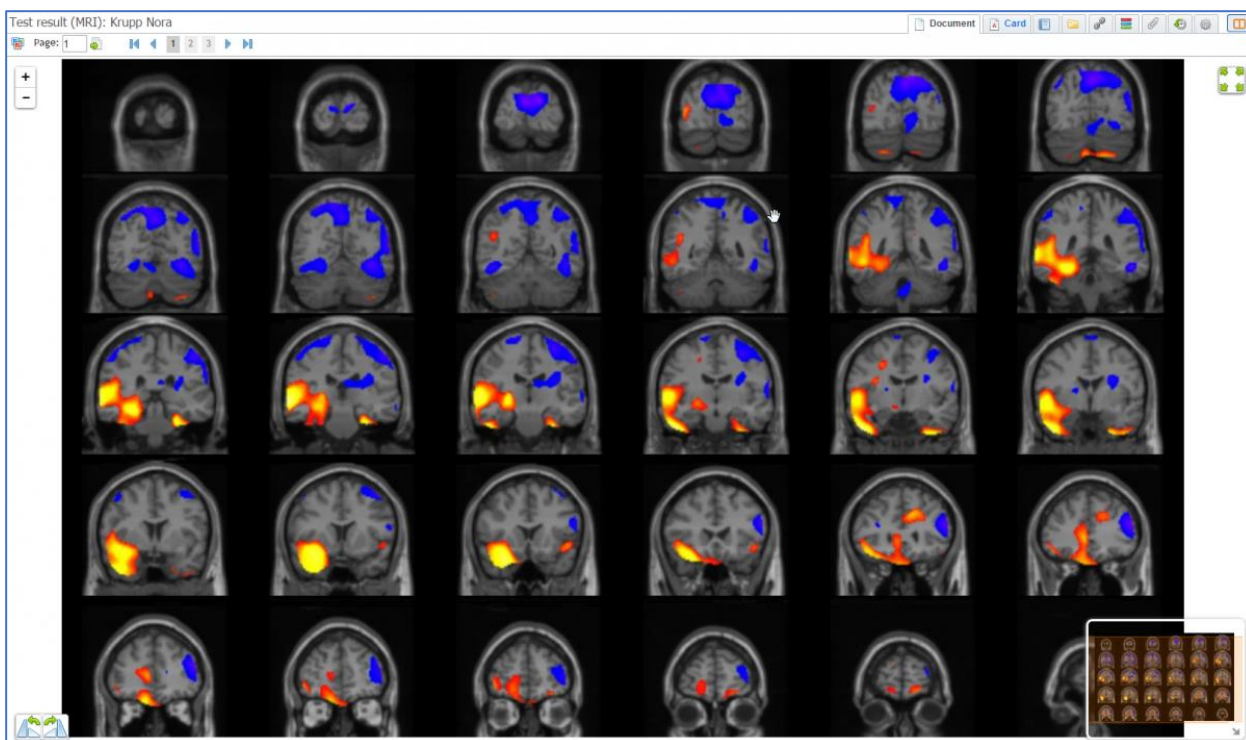 Test result (MRI): Krupp Nora
Document
Card
Page: 1
1 2 3
+
−